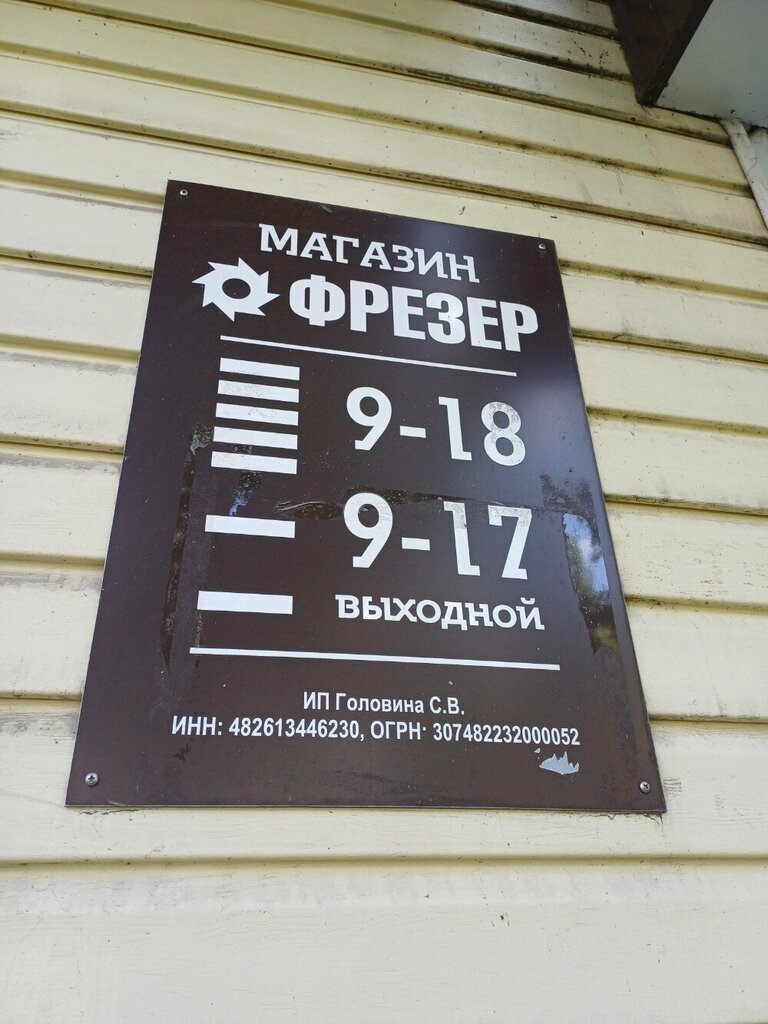 МАГАЗИН
ФРЕЗЕР
9-18
9-17
ВЫХОДНОЙ
ИП Головина С.В.
ИНН: 482613446230, ОГРН: 307482232000052